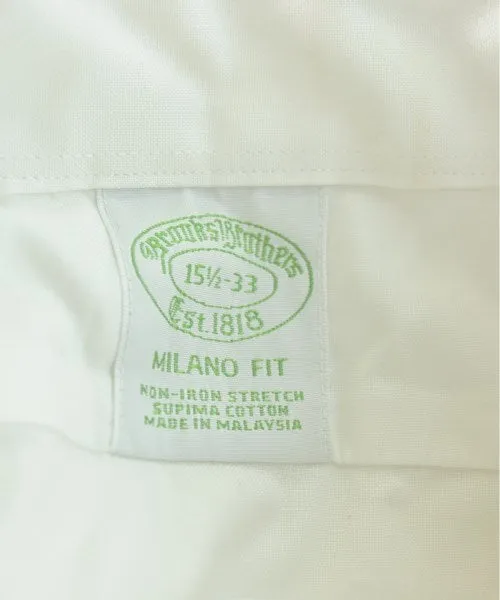 Brooks Brothers
15½-33
Est.1818
MILANO FIT
NON-IRON STRETCH
SUPIMA COTTON
MADE IN MALAYSIA